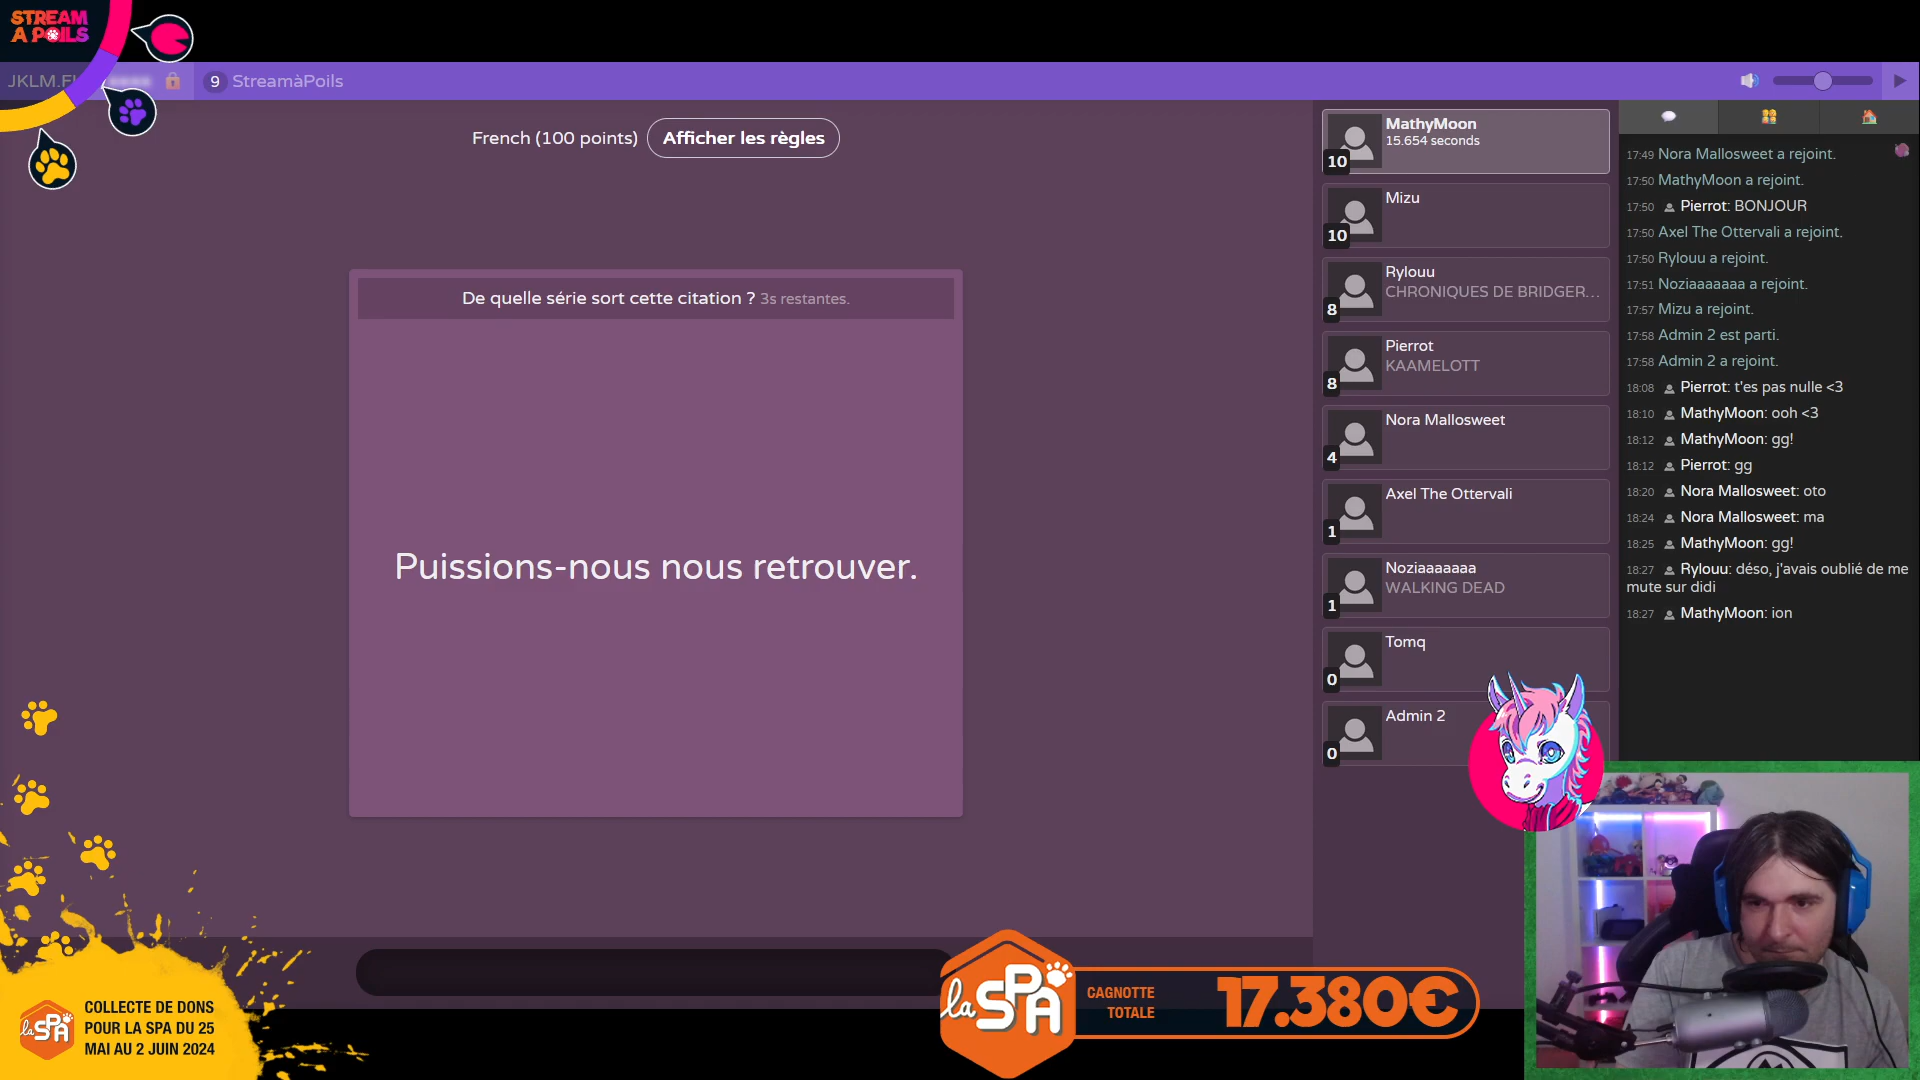 STREAM
A POILS
JKLM.FU
9 StreamàPoils
French (100 points) Afficher les règles
De quelle série sort cette citation ? 3s restantes.
Puissions-nous nous retrouver.
MathyMoon
15.654 seconds
10
Mizu
10
Rylouu
CHRONIQUES DE BRIDGER...
8
Pierrot
KAAMELOTT
8
Nora Mallosweet
4
Axel The Ottervali
1
Noziaaaaaaa
WALKING DEAD
1
Tomq
0
Admin 2
0
17:49 Nora Mallosweet a rejoint.
17:50 MathyMoon a rejoint.
17:50 Pierrot: BONJOUR
17:50 Axel The Ottervali a rejoint.
17:50 Rylouu a rejoint.
17:51 Noziaaaaaaa a rejoint.
17:57 Mizu a rejoint.
17:58 Admin 2 est parti.
17:58 Admin 2 a rejoint.
18:08 Pierrot: t'es pas nulle <3
18:10 MathyMoon: ooh <3
18:12 MathyMoon: gg!
18:12 Pierrot: gg
18:20 Nora Mallosweet: oto
18:24 Nora Mallosweet: ma
18:25 MathyMoon: gg!
18:27 Rylouu: déso, j'avais oublié de me
mute sur didi
18:27 MathyMoon: ion
la SPA
COLLECTE DE DONS
POUR LA SPA DU 25
MAI AU 2 JUIN 2024
la SPA
CAGNOTTE
TOTALE
17.380€